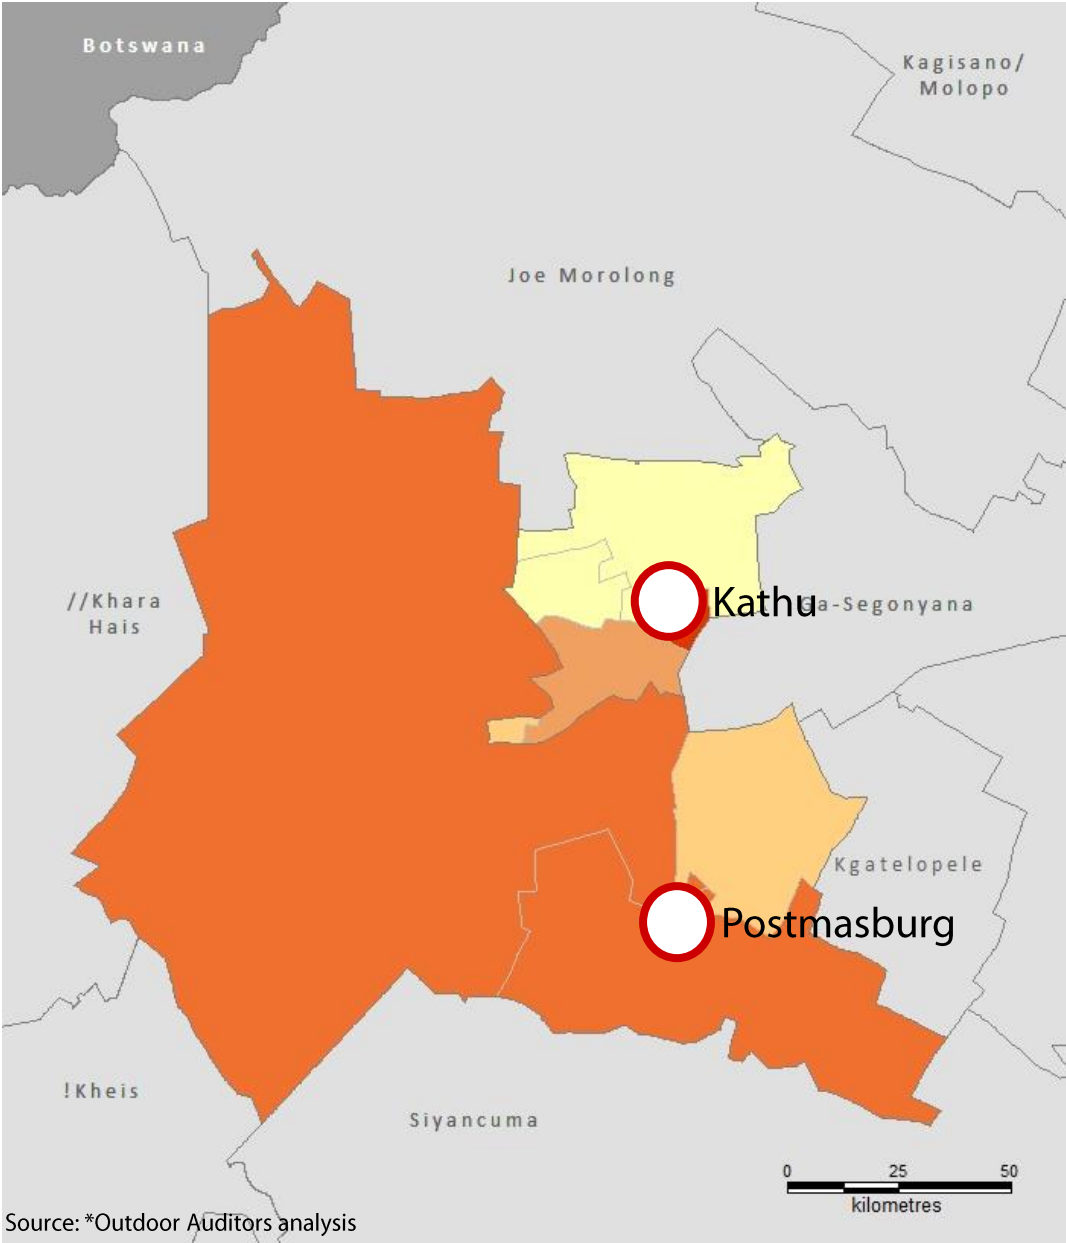 Botswana
Kagisano/
Molopo
Joe Morolong
//Khara
Hais
Kathu
Ga-Segonyana
Kgatelopele
Postmasburg
!Kheis
Siyancuma
0 25 50
kilometres
Source: *Outdoor Auditors analysis